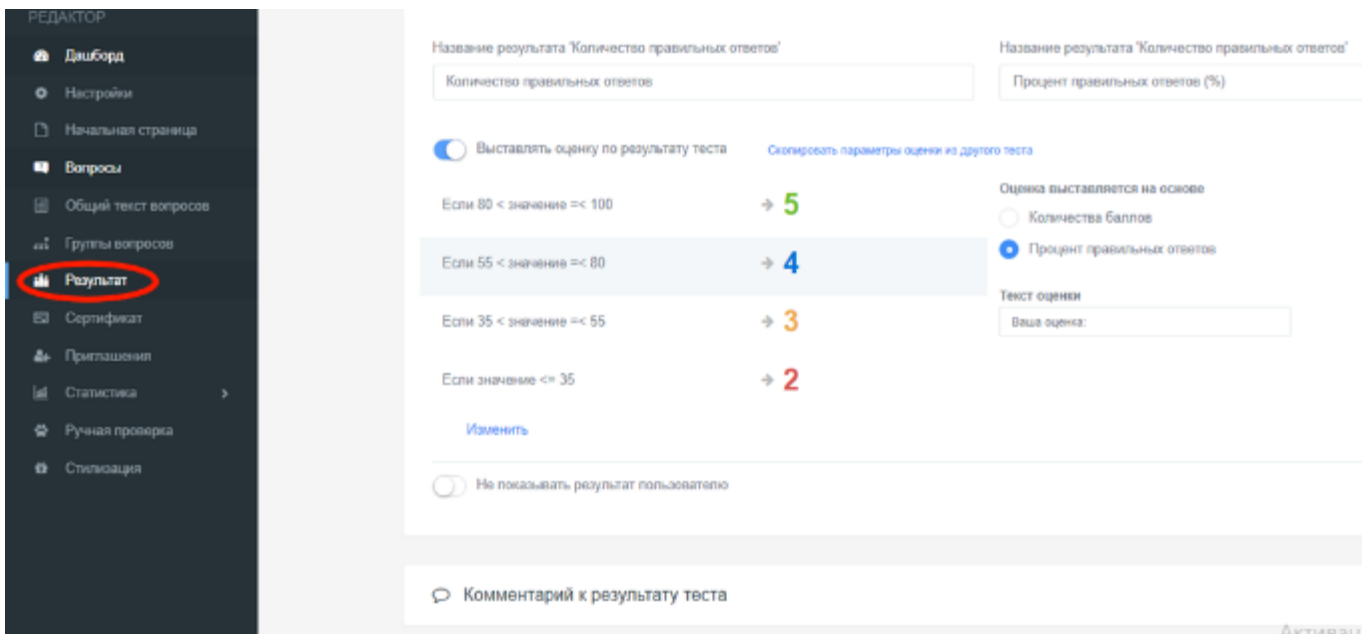 РЕДАКТОР
Дашборд
Настройки
Начальная страница
Вопросы
Общий текст вопросов
Группы вопросов
Результат
Сертификат
Приглашения
Статистика
Ручная проверка
Стилизация
Название результата 'Количество правильных ответов'
Количество правильных ответов
Название результата 'Количество правильных ответов'
Процент правильных ответов (%)
Выставлять оценку по результату теста
Скопировать параметры оценки из другого теста
Если 80 < значение =< 100 → 5
Если 55 < значение =< 80 → 4
Если 35 < значение =< 55 → 3
Если значение <= 35 → 2
Изменить
Оценка выставляется на основе
Количества баллов
Процент правильных ответов
Текст оценки
Ваша оценка:
Не показывать результат пользователю
Комментарий к результату теста